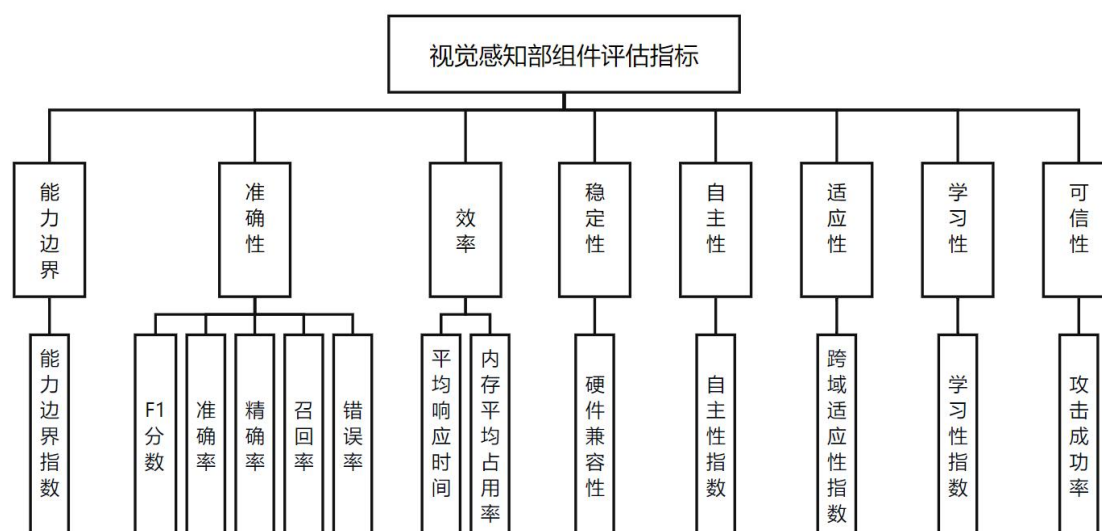 视觉感知部组件评估指标
能力边界
准确性
效率
稳定性
自主性
适应性
学习性
可信性
能力边界指数
F1分数
准确率
精确率
召回率
错误率
平均响应时间
内存平均占用率
硬件兼容性
自主性指数
跨域适应性指数
学习性指数
攻击成功率